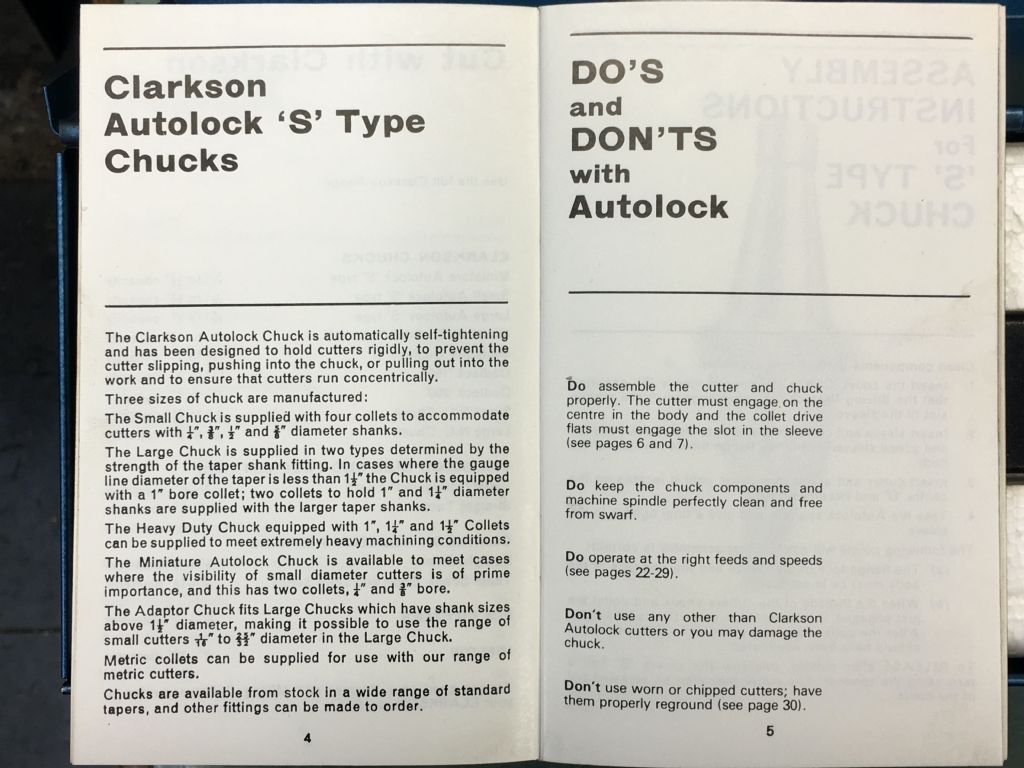 Clarkson
Autolock ‘S’ Type
Chucks
The Clarkson Autolock Chuck is automatically self-tightening
and has been designed to hold cutters rigidly, to prevent the
cutter slipping, pushing into the chuck, or pulling out into the
work and to ensure that cutters run concentrically.
Three sizes of chuck are manufactured:
The Small Chuck is supplied with four collets to accommodate
cutters with ¼″, ⅜″, ½″ and ⅝″ diameter shanks.
The Large Chuck is supplied in two types determined by the
strength of the taper shank fitting. In cases where the gauge
line diameter of the taper is less than 1½″ the Chuck is equipped
with a 1″ bore collet; two collets to hold 1″ and 1¼″ diameter
shanks are supplied with the larger taper shanks.
The Heavy Duty Chuck equipped with 1″, 1¼″ and 1½″ Collets
can be supplied to meet extremely heavy machining conditions.
The Miniature Autolock Chuck is available to meet cases
where the visibility of small diameter cutters is of prime
importance, and this has two collets, ¼″ and ⅜″ bore.
The Adaptor Chuck fits Large Chucks which have shank sizes
above 1½″ diameter, making it possible to use the range of
small cutters 1/16″ to 25/32″ diameter in the Large Chuck.
Metric collets can be supplied for use with our range of
metric cutters.
Chucks are available from stock in a wide range of standard
tapers, and other fittings can be made to order.
4
DO’S
and
DON’TS
with
Autolock
Do assemble the cutter and chuck
properly. The cutter must engage on the
centre in the body and the collet drive
flats must engage the slot in the sleeve
(see pages 6 and 7).
Do keep the chuck components and
machine spindle perfectly clean and free
from swarf.
Do operate at the right feeds and speeds
(see pages 22-29).
Don’t use any other than Clarkson
Autolock cutters or you may damage the
chuck.
Don’t use worn or chipped cutters; have
them properly reground (see page 30).
5